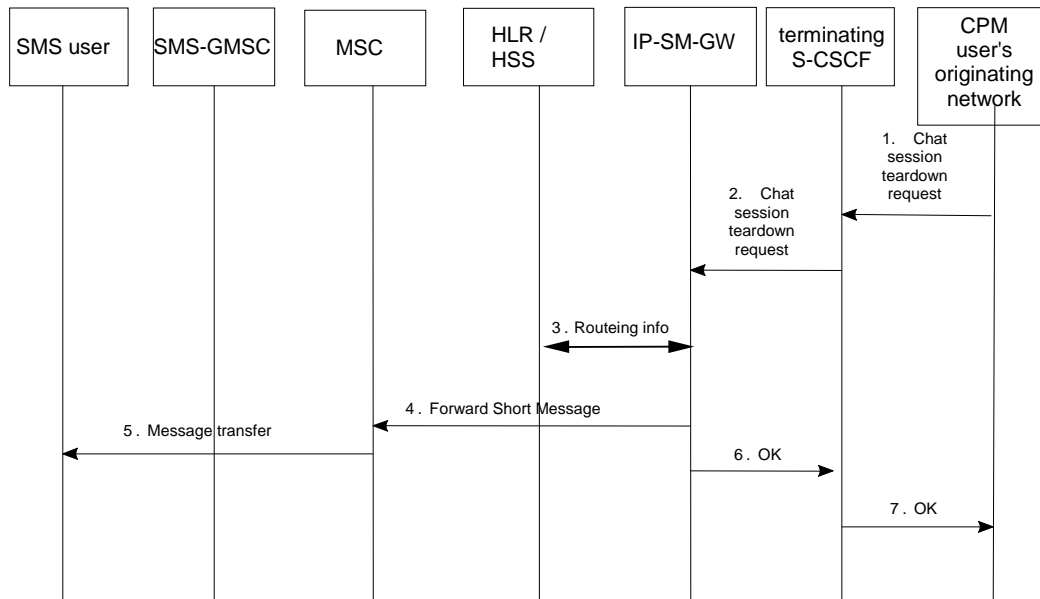 SMS user
SMS-GMSC
MSC
HLR /
HSS
IP-SM-GW
terminating
S-CSCF
CPM
user's
originating
network
1. Chat
session
teardown
request
2. Chat
session
teardown
request
3. Routeing info
4. Forward Short Message
5. Message transfer
6. OK
7. OK